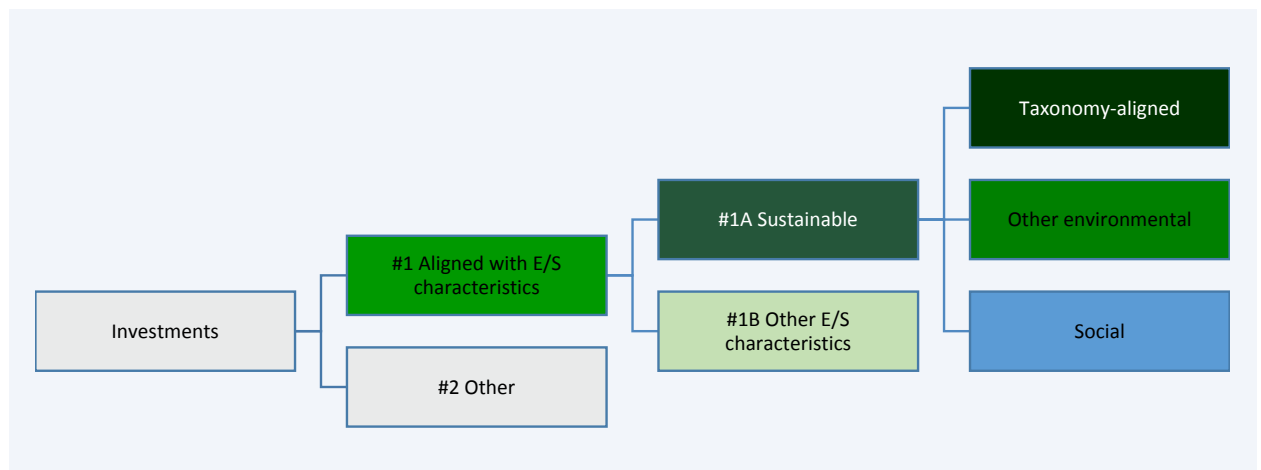 Investments
#1 Aligned with E/S
characteristics
#2 Other
#1A Sustainable
#1B Other E/S
characteristics
Taxonomy-aligned
Other environmental
Social